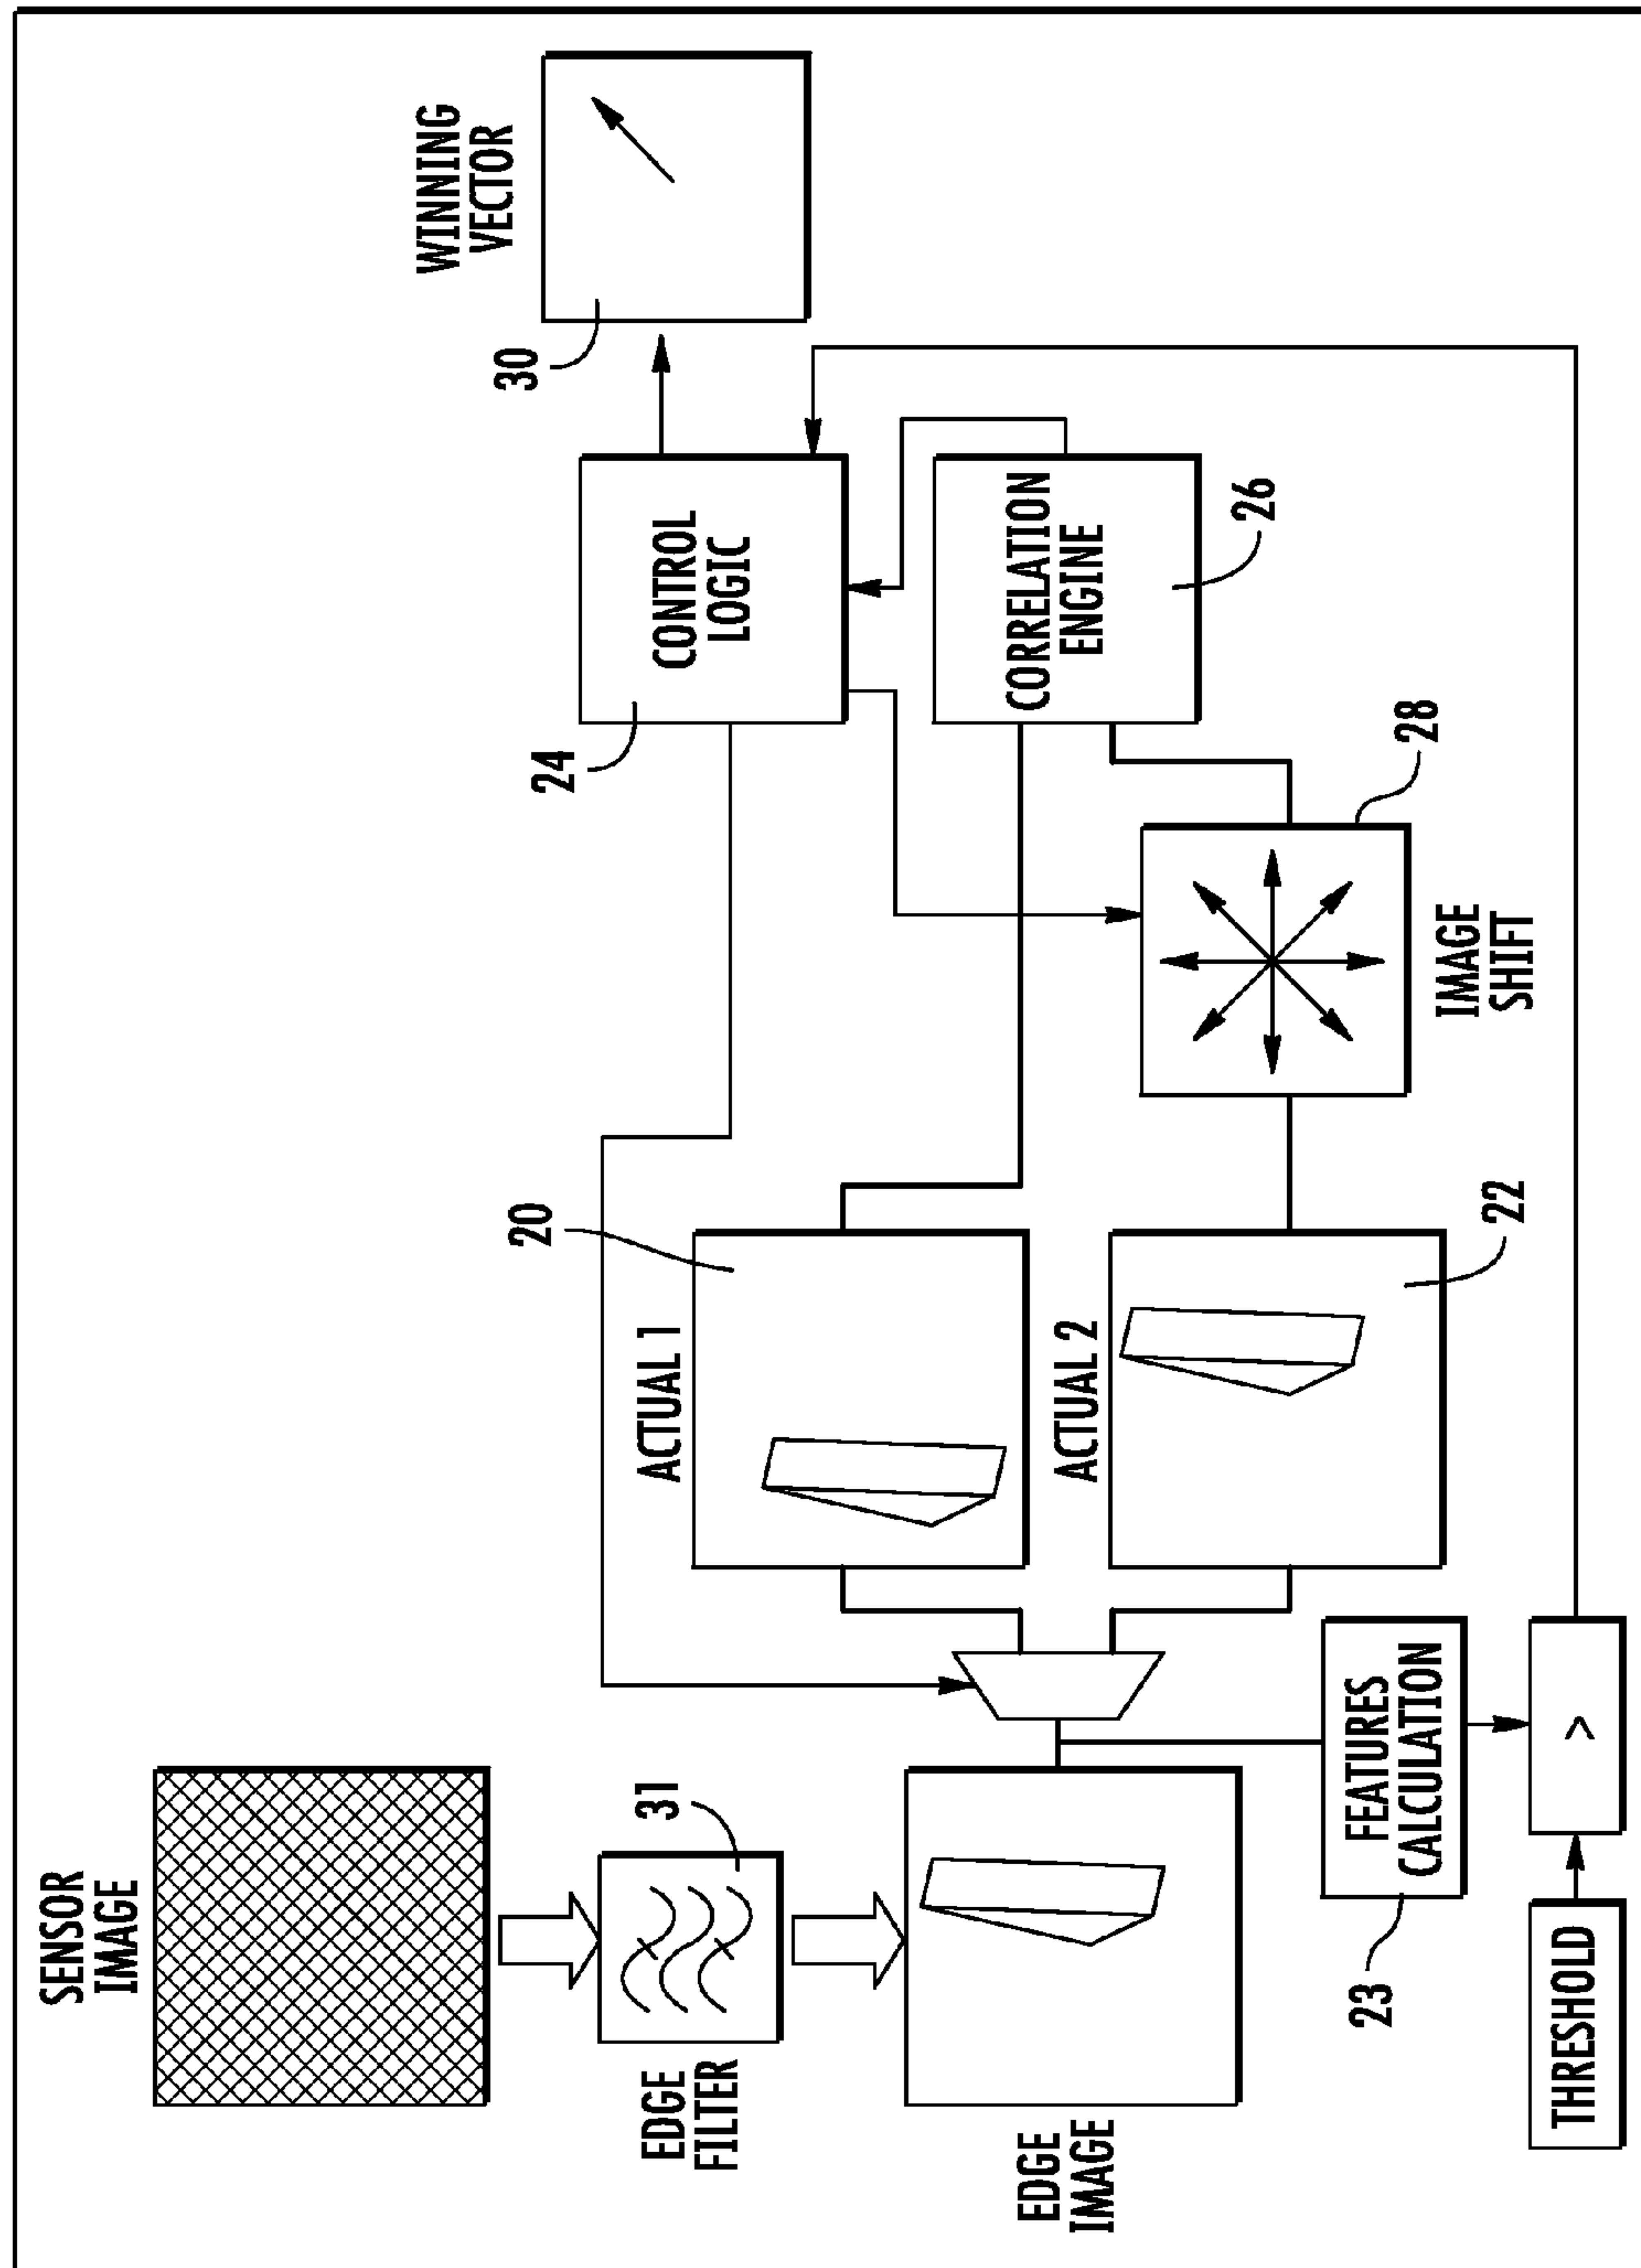 SENSOR
IMAGE
EDGE
FILTER
31
EDGE
IMAGE
FEATURES
CALCULATION
23
THRESHOLD
>
ACTUAL 1
20
ACTUAL 2
22
IMAGE
SHIFT
28
CONTROL
LOGIC
24
CORRELATION
ENGINE
26
WINNING
VECTOR
30